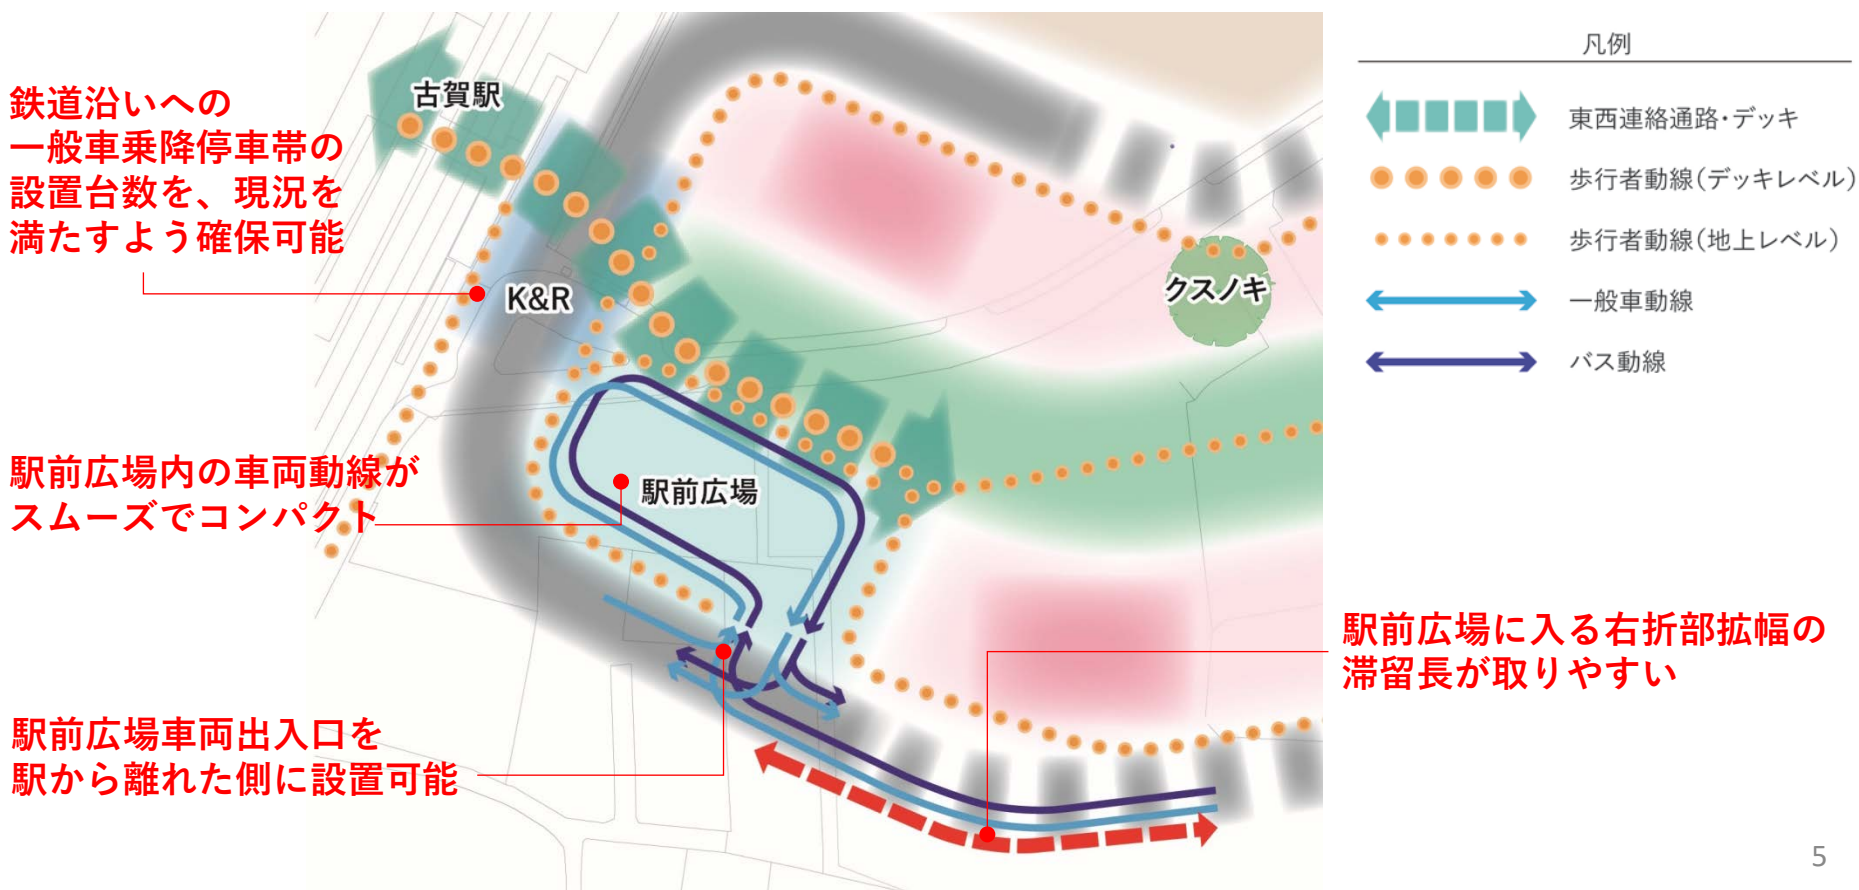 鉄道沿いへの
一般車乗降停車帯の
設置台数を、現況を
満たすよう確保可能
駅前広場内の車両動線が
スムーズでコンパクト
駅前広場車両出入口を
駅から離れた側に設置可能
古賀駅
K&R
クスノキ
駅前広場
凡例
東西連絡通路・デッキ
歩行者動線(デッキレベル)
歩行者動線(地上レベル)
一般車動線
バス動線
駅前広場に入る右折部拡幅の
滞留長が取りやすい
5